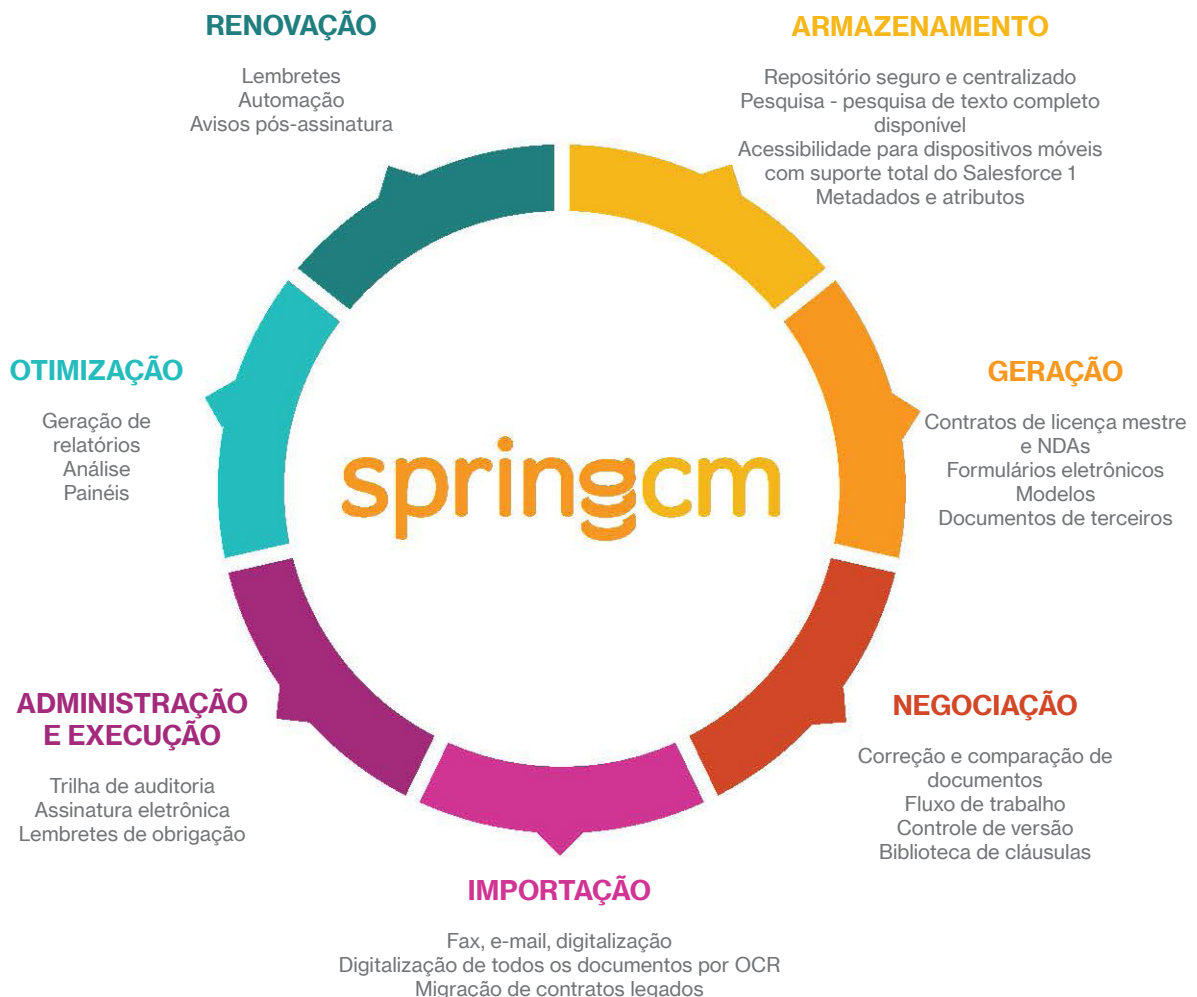 RENOVAÇÃO
Lembretes
Automação
Avisos pós-assinatura
ARMAZENAMENTO
Repositório seguro e centralizado
Pesquisa - pesquisa de texto completo
disponível
Acessibilidade para dispositivos móveis
com suporte total do Salesforce 1
Metadados e atributos
OTIMIZAÇÃO
Geração de
relatórios
Análise
Painéis
springcm
GERAÇÃO
Contratos de licença mestre
e NDAs
Formulários eletrônicos
Modelos
Documentos de terceiros
ADMINISTRAÇÃO
E EXECUÇÃO
Trilha de auditoria
Assinatura eletrônica
Lembretes de obrigação
NEGOCIAÇÃO
Correção e comparação de
documentos
Fluxo de trabalho
Controle de versão
Biblioteca de cláusulas
IMPORTAÇÃO
Fax, e-mail, digitalização
Digitalização de todos os documentos por OCR
Migração de contratos legados